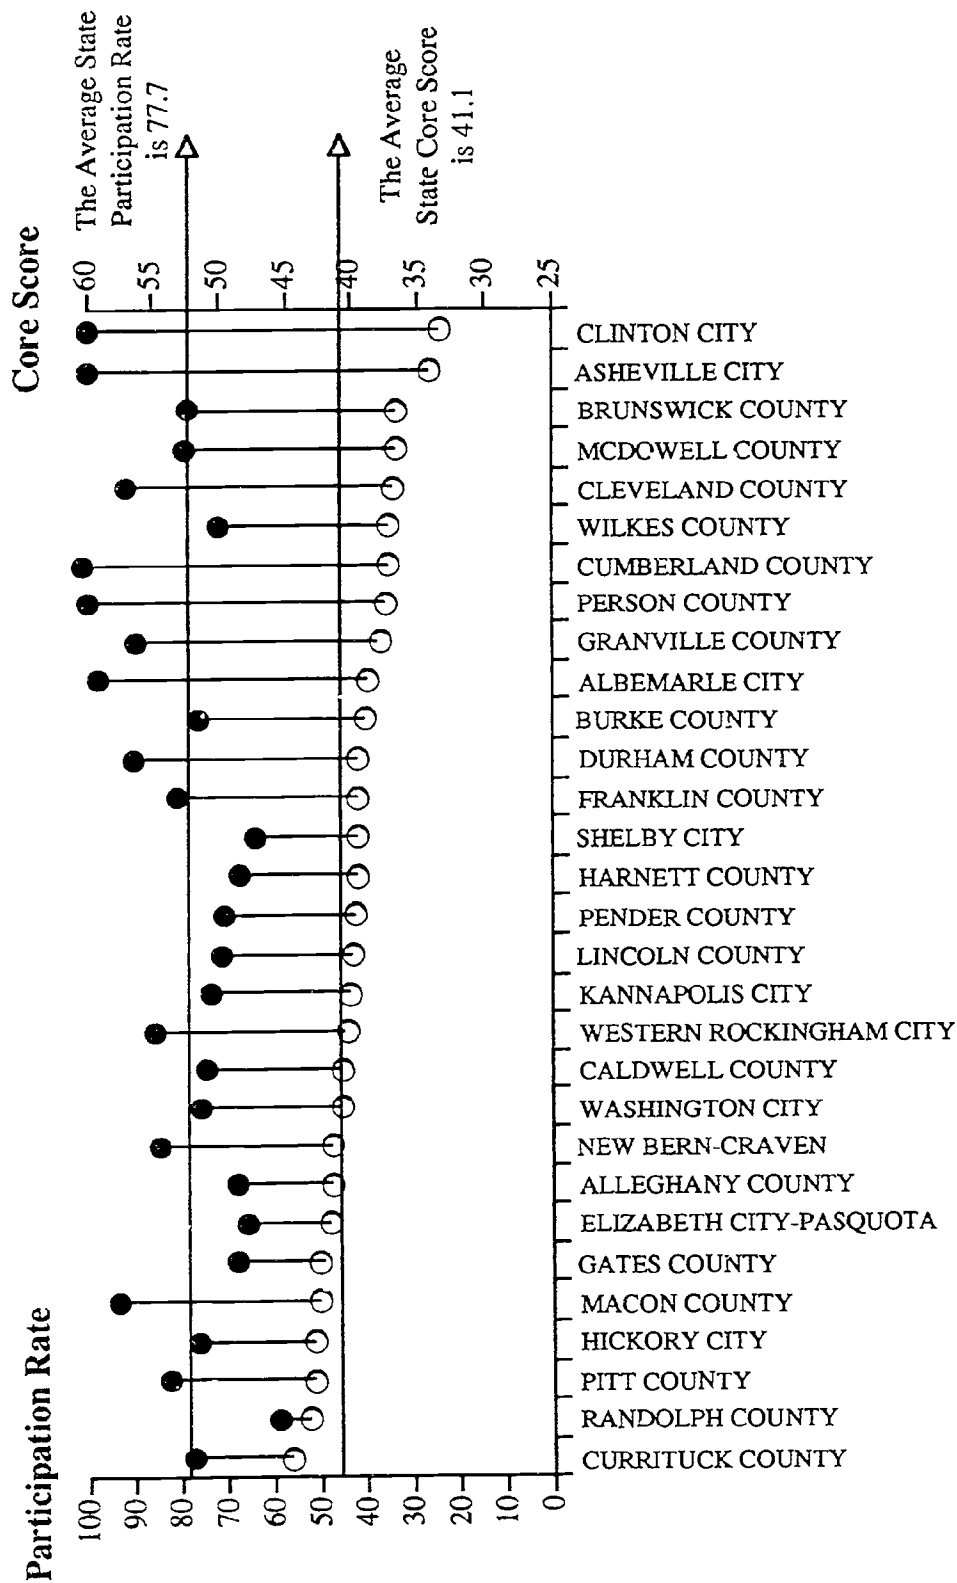 Core Score
The Average State
Participation Rate
is 77.7
The Average
State Core Score
is 41.1
60
55
50
45
40
35
30
25
CLINTON CITY
ASHEVILLE CITY
BRUNSWICK COUNTY
MCDOWELL COUNTY
CLEVELAND COUNTY
WILKES COUNTY
CUMBERLAND COUNTY
PERSON COUNTY
GRANVILLE COUNTY
ALBEMARLE CITY
BURKE COUNTY
DURHAM COUNTY
FRANKLIN COUNTY
SHELBY CITY
HARNETT COUNTY
PENDER COUNTY
LINCOLN COUNTY
KANNAPOLIS CITY
WESTERN ROCKINGHAM CITY
CALDWELL COUNTY
WASHINGTON CITY
NEW BERN-CRAVEN
ALLEGHANY COUNTY
ELIZABETH CITY-PASQUOTA
GATES COUNTY
MACON COUNTY
HICKORY CITY
PITT COUNTY
RANDOLPH COUNTY
CURRITUCK COUNTY
Participation Rate
100
90
80
70
60
50
40
30
20
10
0